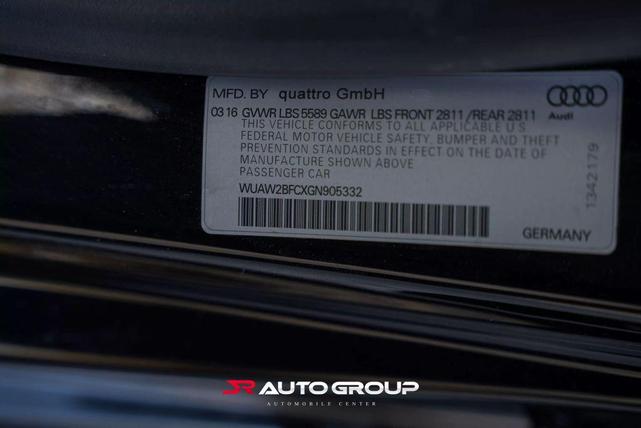 MFD. BY quattro GmbH
03 16 GVWR LBS 5589 GAWR LBS FRONT 2811 / REAR 2811
THIS VEHICLE CONFORMS TO ALL APPLICABLE U S
FEDERAL MOTOR VEHICLE SAFETY, BUMPER AND THEFT
PREVENTION STANDARDS IN EFFECT ON THE DATE OF
MANUFACTURE SHOWN ABOVE
PASSENGER CAR
WUAW2BFCXGN905332
Audi
1342179
GERMANY
SR AUTO GROUP
AUTOMOBILE CENTER